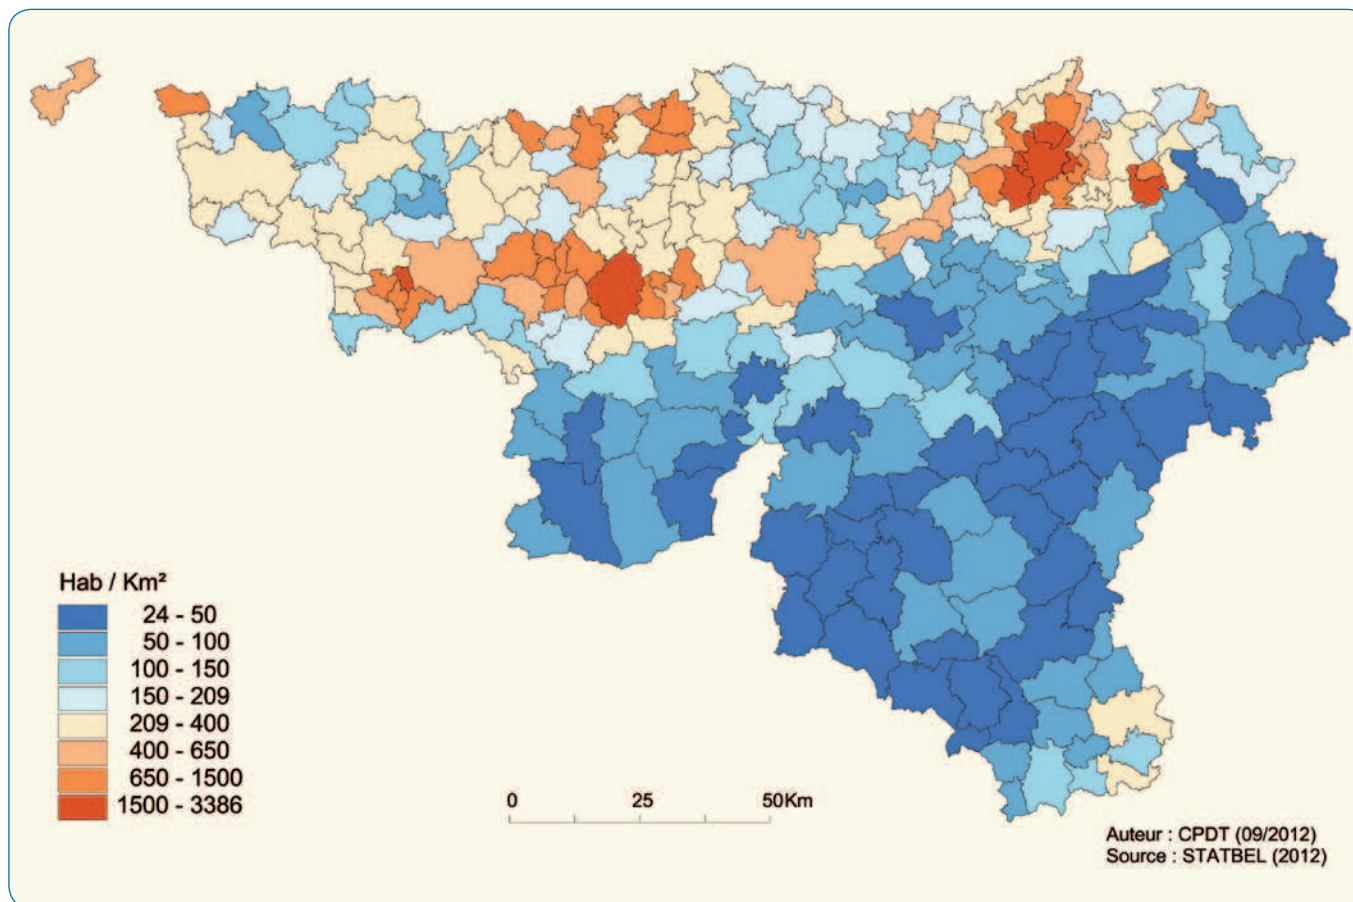 Hab / Km²
24 - 50
50 - 100
100 - 150
150 - 209
209 - 400
400 - 650
650 - 1500
1500 - 3386
0 25 50Km
Auteur : CPDT (09/2012)
Source : STATBEL (2012)